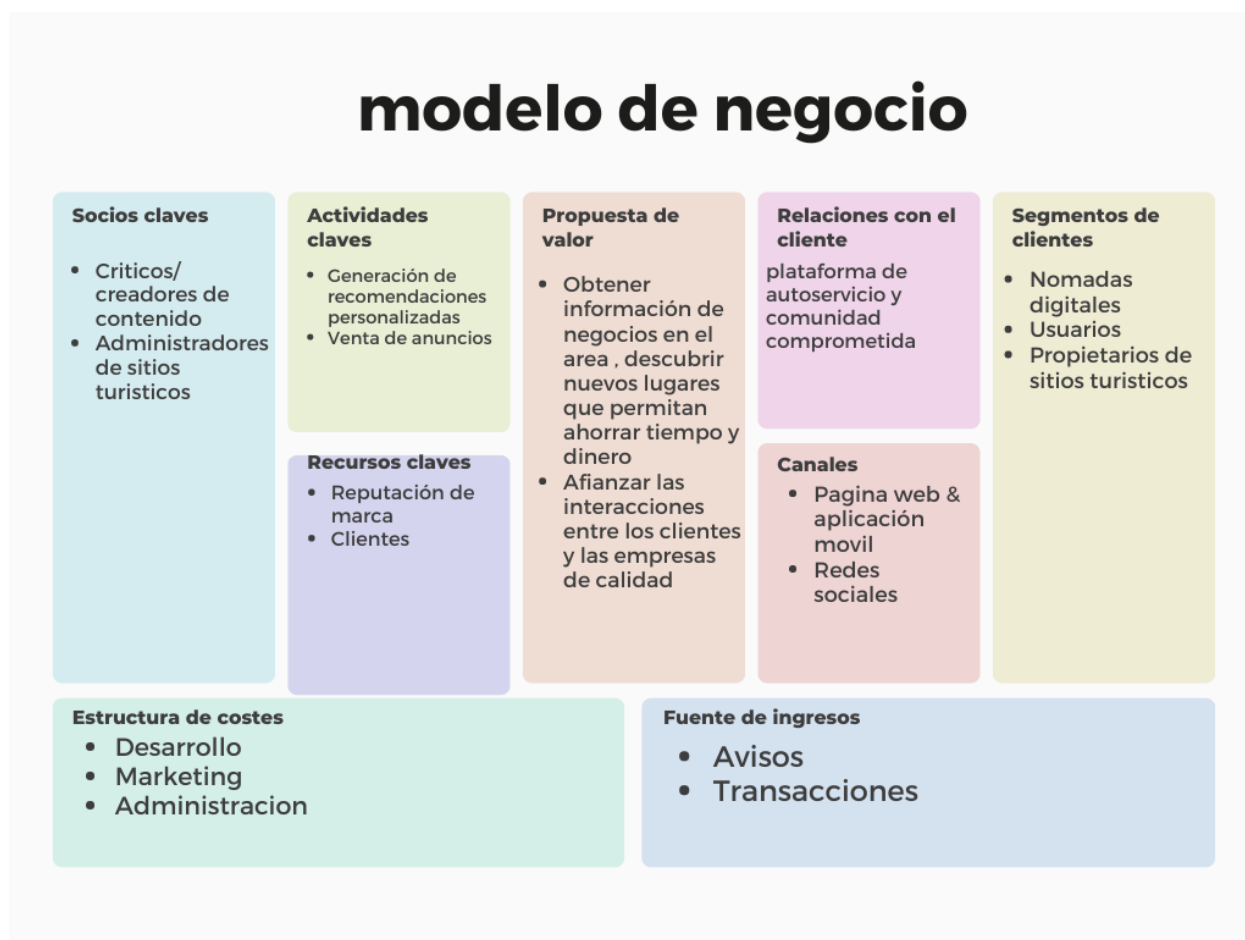 modelo de negocio
Socios claves
• Criticos/
creadores de
contenido
• Administradores
de sitios
turisticos
Actividades
claves
• Generación de
recomendaciones
personalizadas
• Venta de anuncios
Recursos claves
• Reputación de
marca
• Clientes
Propuesta de
valor
• Obtener
información de
negocios en el
area , descubrir
nuevos lugares
que permitan
ahorrar tiempo y
dinero
• Afianzar las
interacciones
entre los clientes
y las empresas
de calidad
Relaciones con el
cliente
plataforma de
autoservicio y
comunidad
comprometida
Canales
• Pagina web &
aplicación
movil
• Redes
sociales
Segmentos de
clientes
• Nomadas
digitales
• Usuarios
• Propietarios de
sitios turisticos
Estructura de costes
• Desarrollo
• Marketing
• Administracion
Fuente de ingresos
• Avisos
• Transacciones